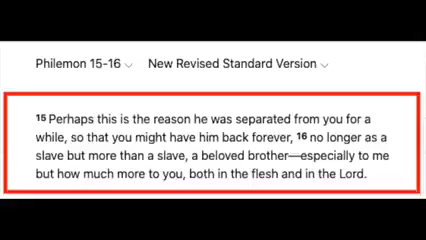 Philemon 15-16 New Revised Standard Version
15 Perhaps this is the reason he was separated from you for a
while, so that you might have him back forever, 16 no longer as a
slave but more than a slave, a beloved brother—especially to me
but how much more to you, both in the flesh and in the Lord.